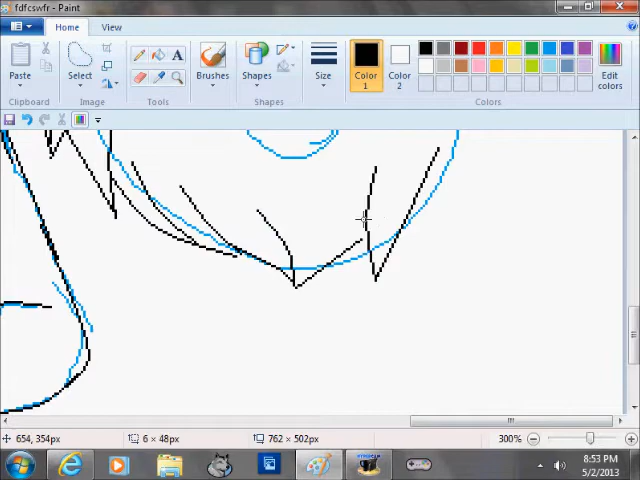 fdfcswfr - Paint
Home View
Paste Select Brushes Shapes Size Color 1 Color 2 Edit colors
Clipboard Image Tools Shapes Colors
654, 354px 6 × 48px 762 × 502px 300%
8:53 PM
5/2/2013